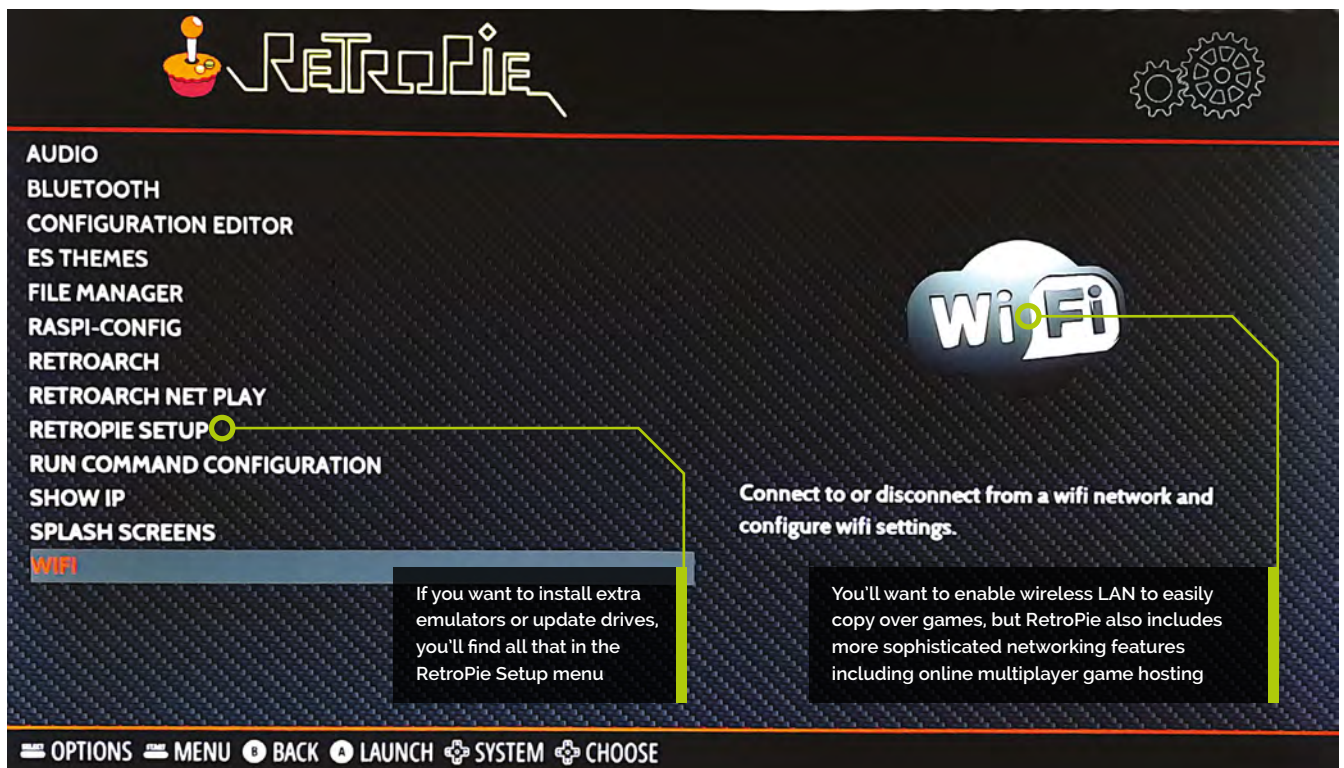 RETROPIE
AUDIO
BLUETOOTH
CONFIGURATION EDITOR
ES THEMES
FILE MANAGER
RASPI-CONFIG
RETROARCH
RETROARCH NET PLAY
RETROPIE SETUP
RUN COMMAND CONFIGURATION
SHOW IP
SPLASH SCREENS
WIFI
WiFi
Connect to or disconnect from a wifi network and
configure wifi settings.
If you want to install extra
emulators or update drives,
you'll find all that in the
RetroPie Setup menu
You'll want to enable wireless LAN to easily
copy over games, but RetroPie also includes
more sophisticated networking features
including online multiplayer game hosting
SELECT OPTIONS START MENU B BACK A LAUNCH SYSTEM CHOOSE